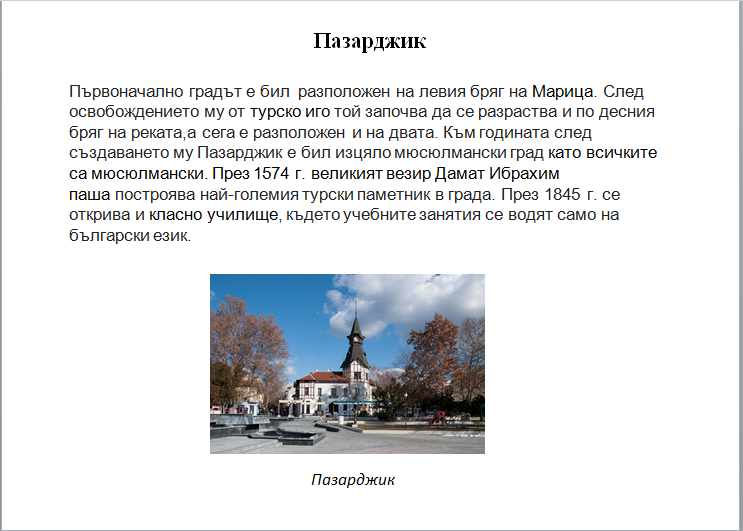 Пазарджик
Първоначално градът е бил разположен на левия бряг на Марица. След
освобождението му от турско иго той започва да се разраства и по десния
бряг на реката,а сега е разположен и на двата. Към годината след
създаването му Пазарджик е бил изцяло мюсюлмански град като всичките
са мюсюлмански. През 1574 г. великият везир Дамат Ибрахим
паша построява най-големия турски паметник в града. През 1845 г. се
открива и класно училище, където учебните занятия се водят само на
български език.
Пазарджик